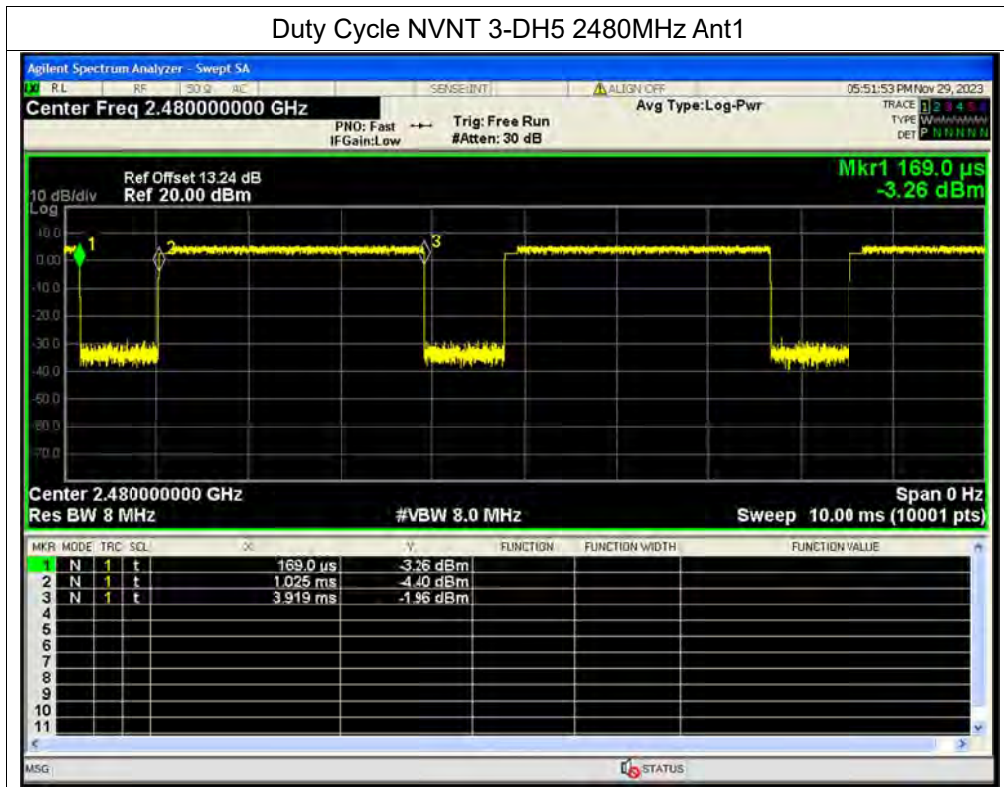 Duty Cycle NVNT 3-DH5 2480MHz Ant1
Agilent Spectrum Analyzer - Swept SA
RL RF 50 Ω AC SENSE:INT ALIGN OFF 05:51:53 PM Nov 29, 2023
Center Freq 2.480000000 GHz Avg Type: Log-Pwr TRACE 1 2 3 4 5 6
PNO: Fast Trig: Free Run TYPE W
IFGain:Low #Atten: 30 dB DET P N N N N N
Mkr1 169.0 µs
-3.26 dBm
Ref Offset 13.24 dB
10 dB/div Ref 20.00 dBm
Log
10.0
0.00
-10.0
-20.0
-30.0
-40.0
-50.0
-60.0
-70.0
1 2 3
Center 2.480000000 GHz Span 0 Hz
Res BW 8 MHz #VBW 8.0 MHz Sweep 10.00 ms (10001 pts)
MKR MODE TRC SCL X Y FUNCTION FUNCTION WIDTH FUNCTION VALUE
1 N 1 t 169.0 µs -3.26 dBm
2 N 1 t 1.025 ms -4.40 dBm
3 N 1 t 3.919 ms -1.96 dBm
4
5
6
7
8
9
10
11
MSG STATUS